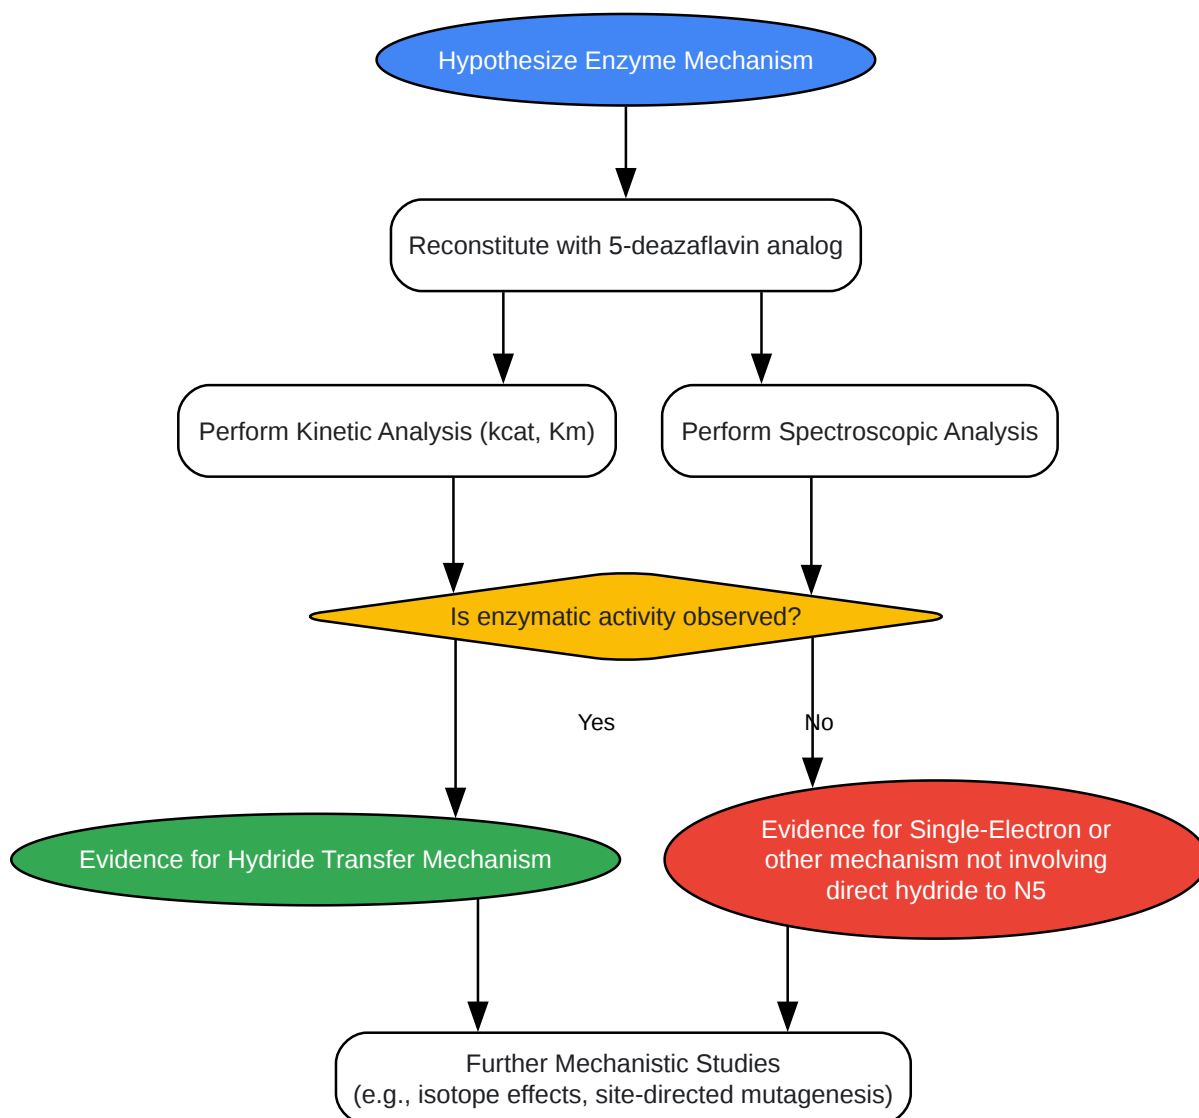 Hypothesize Enzyme Mechanism
Reconstitute with 5-deazaflavin analog
Perform Kinetic Analysis (kcat, Km)
Perform Spectroscopic Analysis
Is enzymatic activity observed?
Yes
No
Evidence for Hydride Transfer Mechanism
Evidence for Single-Electron or
other mechanism not involving
direct hydride to N5
Further Mechanistic Studies
(e.g., isotope effects, site-directed mutagenesis)